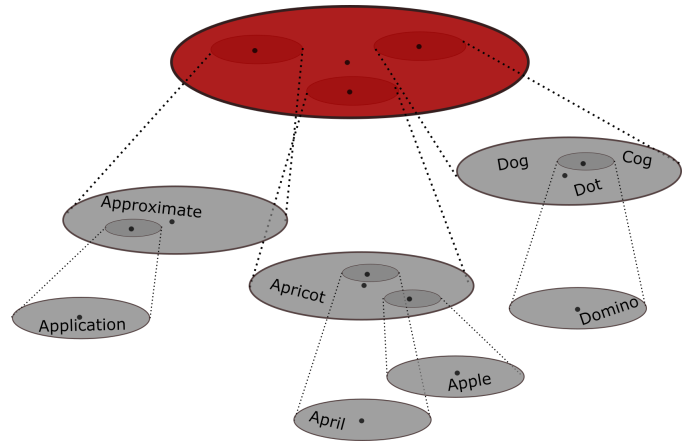 Dog
Cog
Dot
Approximate
Apricot
Domino
Application
Apple
April